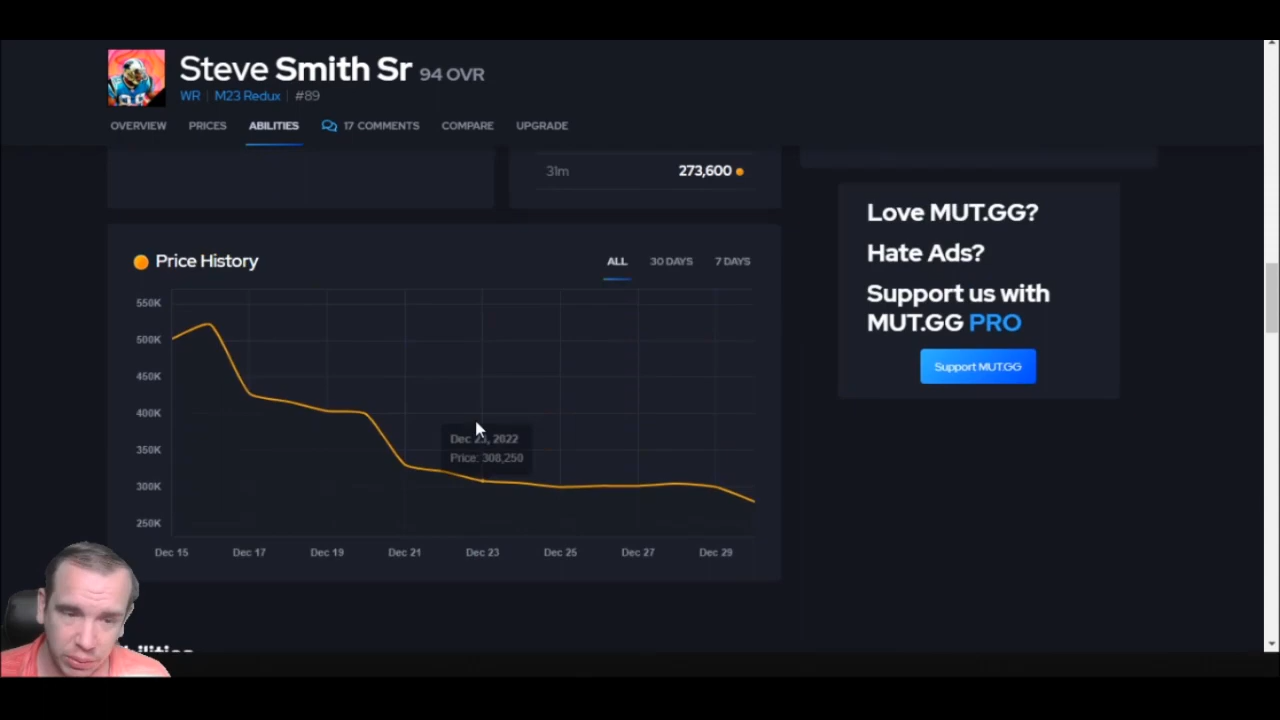 Steve Smith Sr 94 OVR
WR | M23 Redux | #89
OVERVIEW PRICES ABILITIES 17 COMMENTS COMPARE UPGRADE
31m 273,600
Love MUT.GG?
Hate Ads?
Support us with
MUT.GG PRO
Support MUT.GG
Price History ALL 30 DAYS 7 DAYS
550K
500K
450K
400K
350K
300K
250K
Dec 23, 2022
Price: 308,250
Dec 15 Dec 17 Dec 19 Dec 21 Dec 23 Dec 25 Dec 27 Dec 29